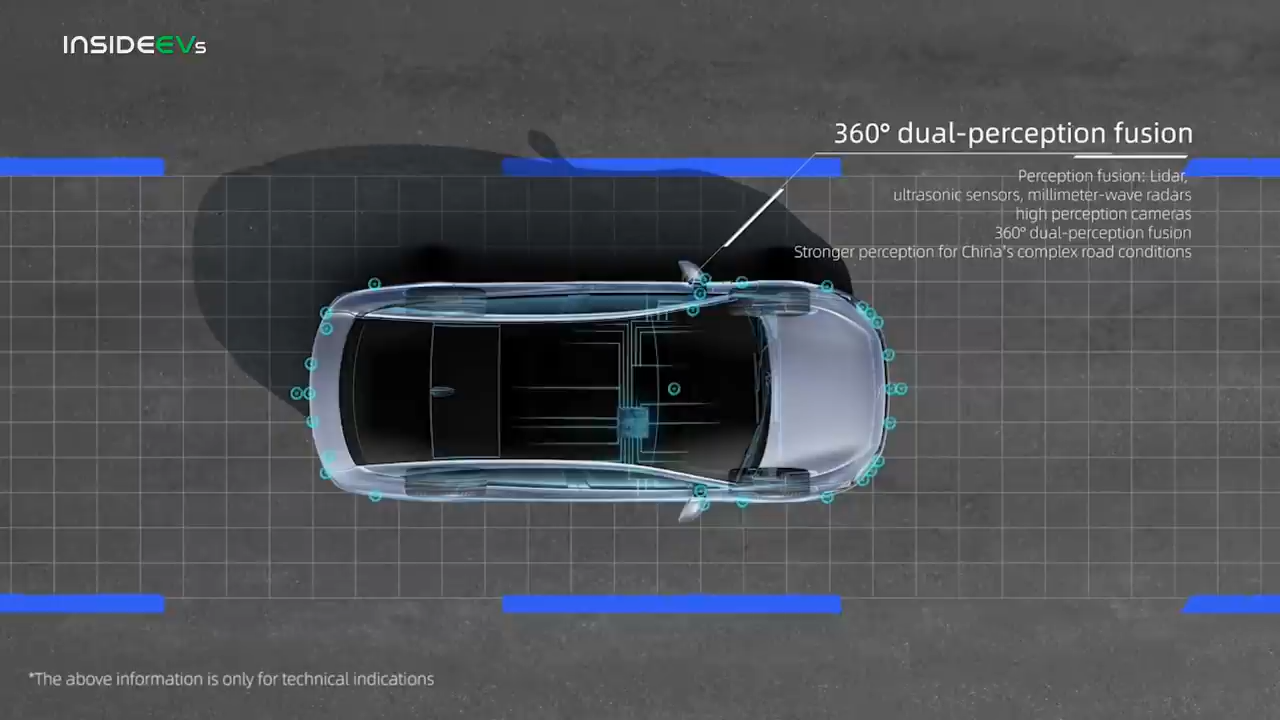 INSIDEEVs
360° dual-perception fusion
Perception fusion: Lidar,
ultrasonic sensors, millimeter-wave radars
high perception cameras
360° dual-perception fusion
Stronger perception for China's complex road conditions
*The above information is only for technical indications